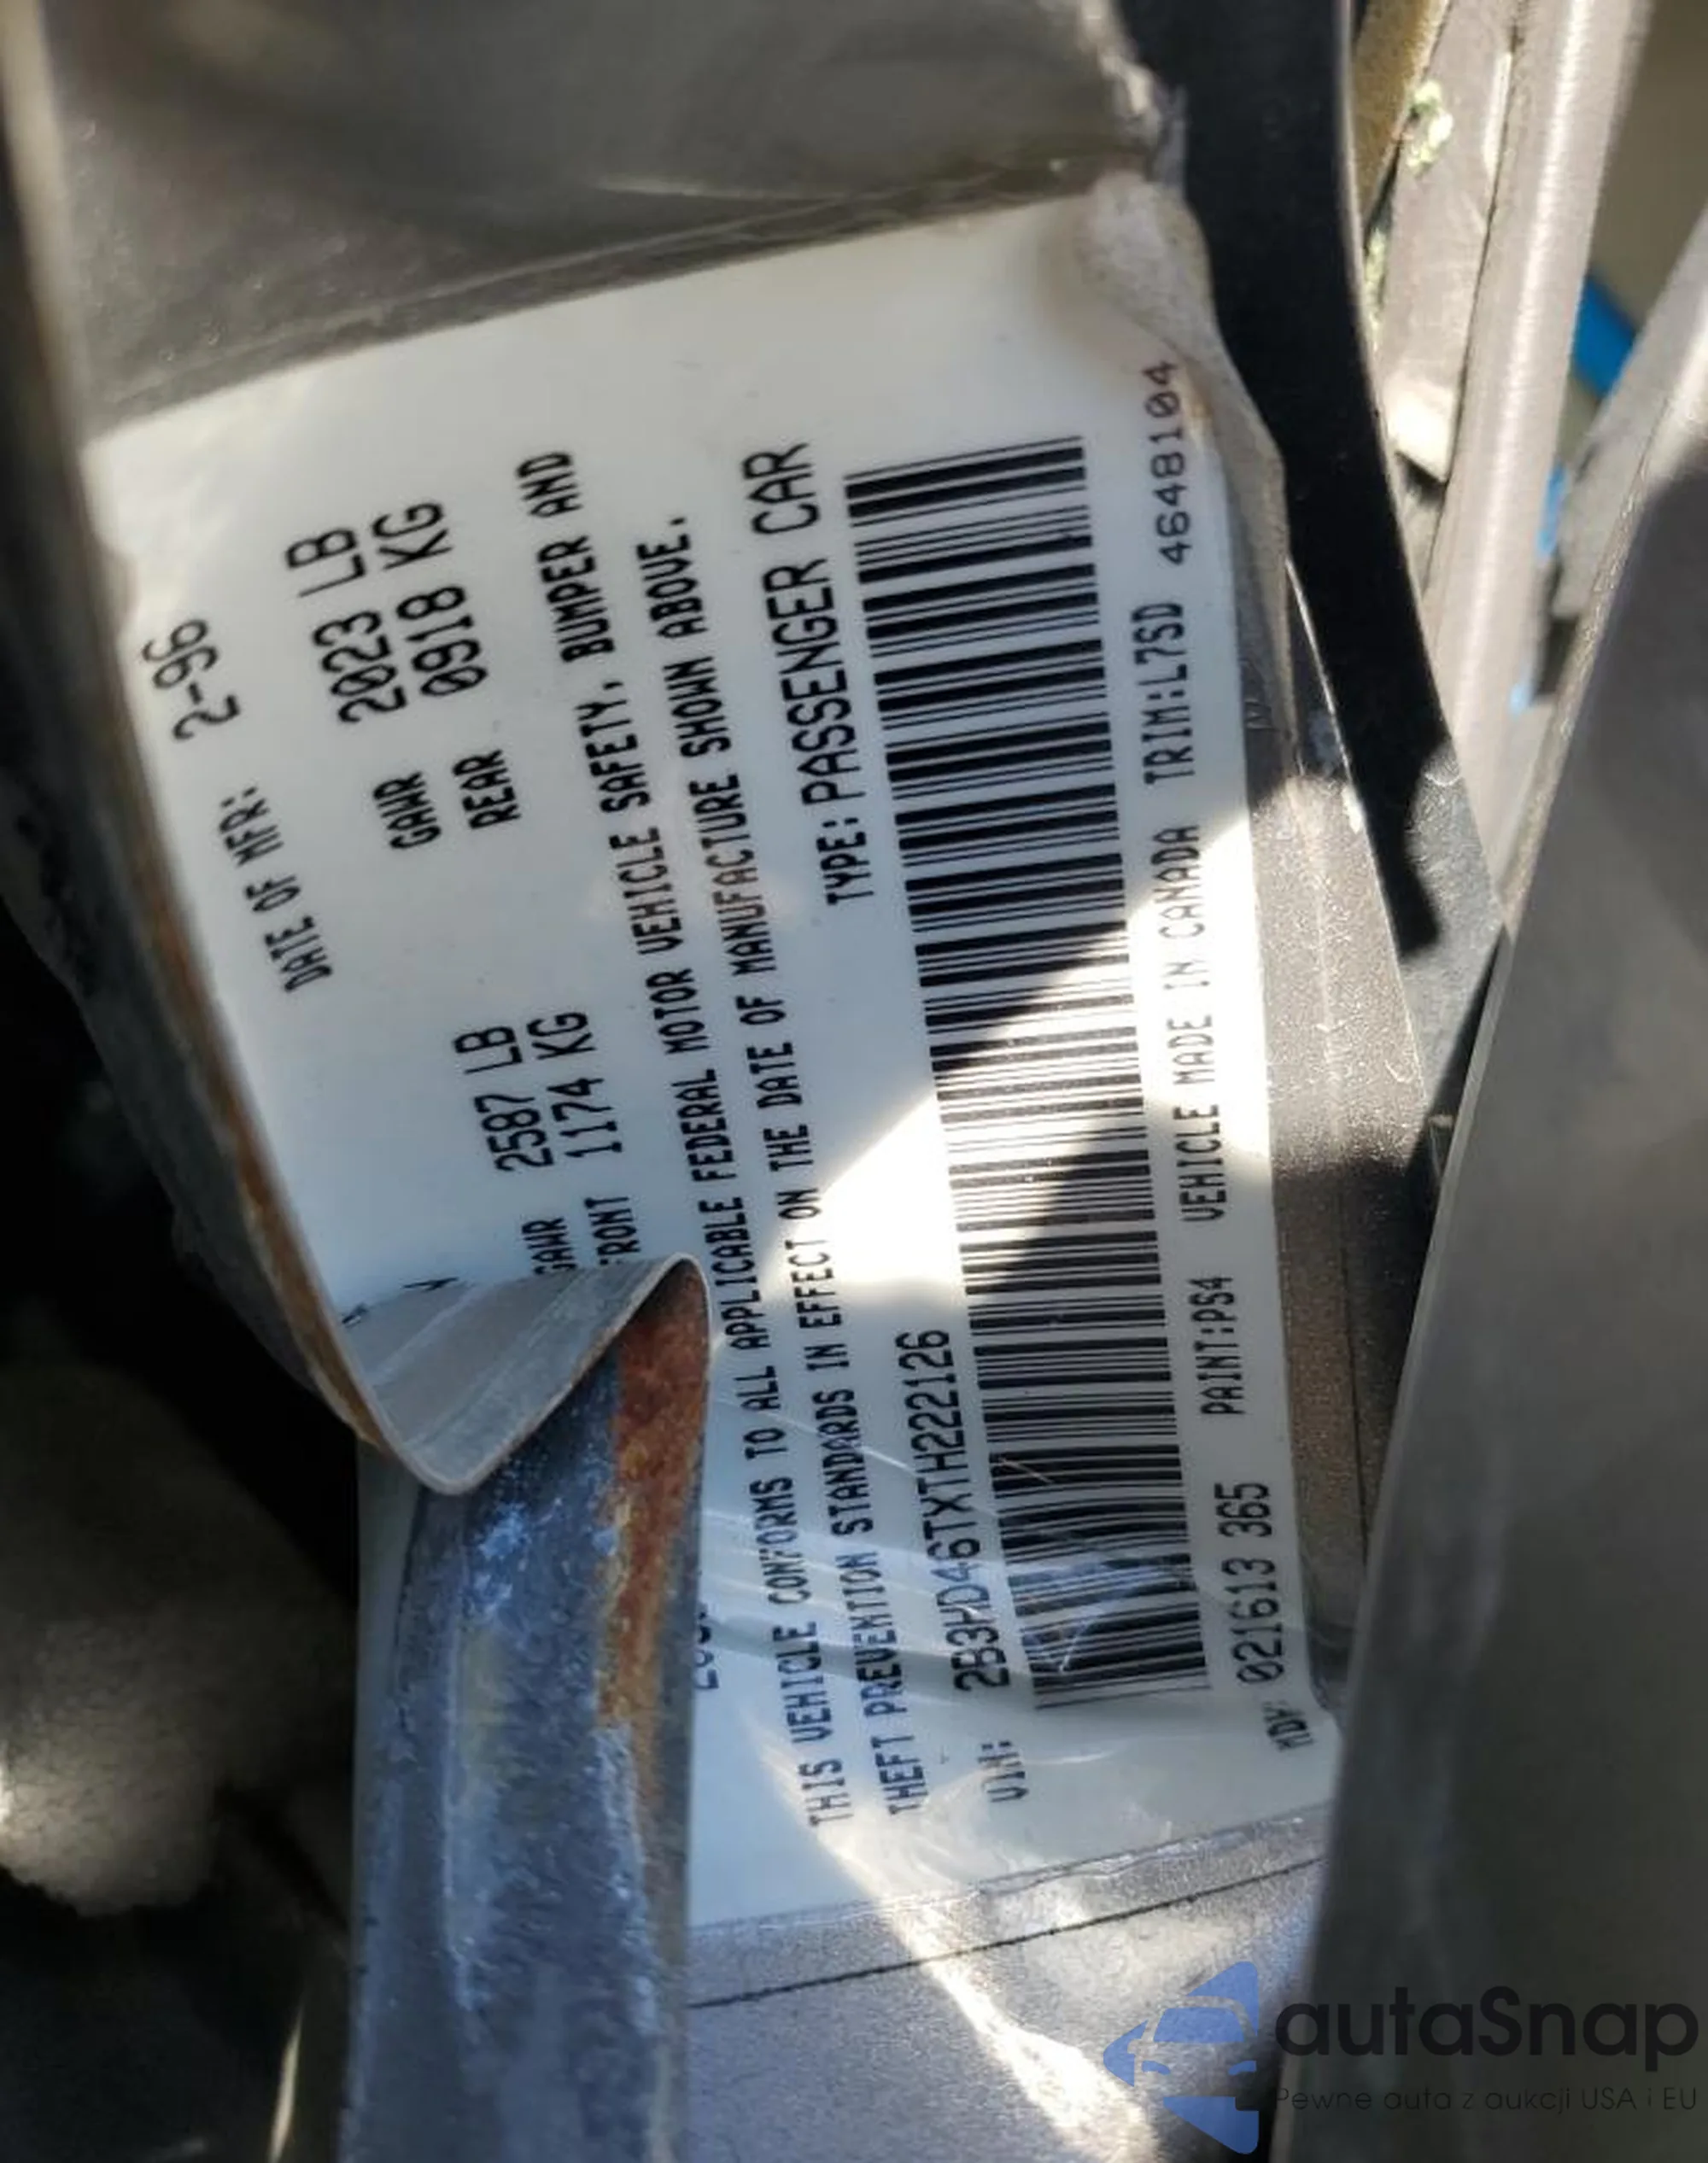 DATE OF MFR: 2-96
GAWR 2587 LB GAWR 2023 LB
FRONT 1174 KG REAR 0918 KG
THIS VEHICLE CONFORMS TO ALL APPLICABLE FEDERAL MOTOR VEHICLE SAFETY, BUMPER AND
THEFT PREVENTION STANDARDS IN EFFECT ON THE DATE OF MANUFACTURE SHOWN ABOVE.
VIN: 2B3HD46TXTH222126 TYPE: PASSENGER CAR
MDH: 021613 365 PAINT:PS4 VEHICLE MADE IN CANADA TRIM:L7SD 4648104
autaSnap
Pewne auta z aukcji USA i EU